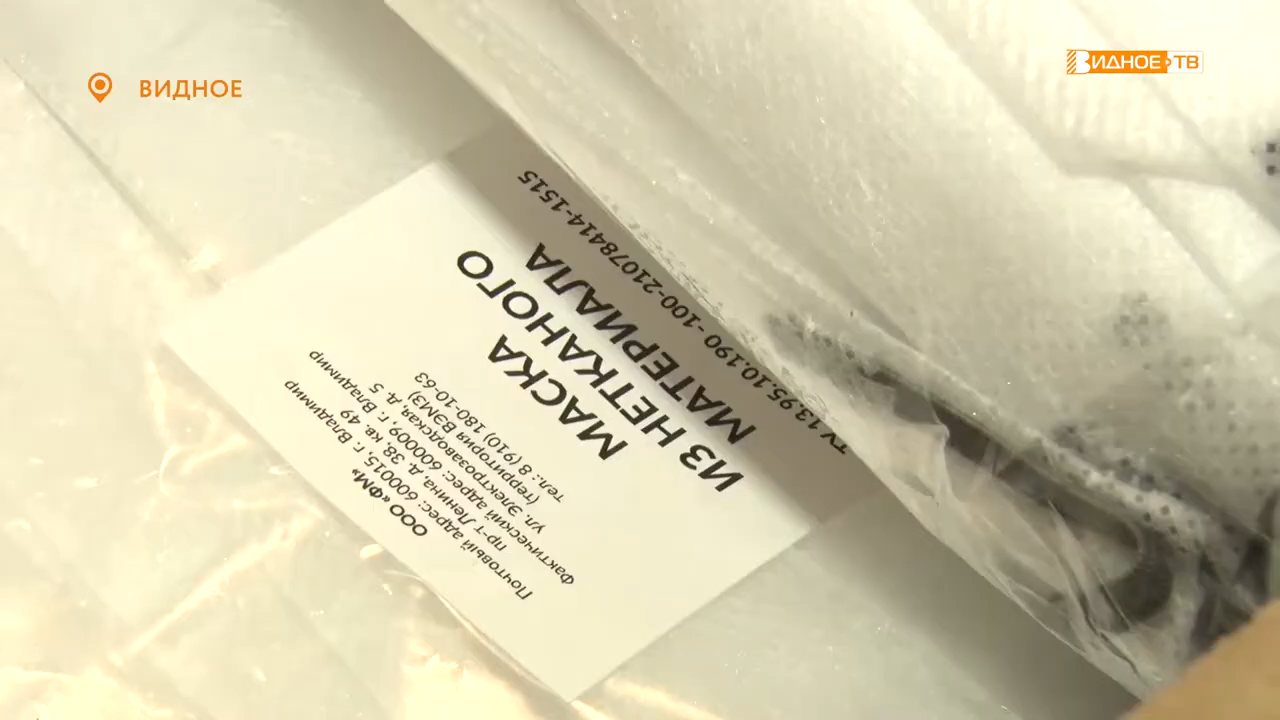 ВИДНОЕ
ВИДНОЕ ТВ
ТУ 13.95.10.190 -100-21078414-1515
МАСКА
ИЗ НЕТКАНОГО
МАТЕРИАЛА
ООО «ФМ»
Почтовый адрес: 600015, г. Владимир
пр-т Ленина, д. 38, кв. 49
Фактический адрес: 600009, г. Владимир
ул. Электрозаводская, д. 5
(территория ВЭМЗ)
тел.: 8 (910) 180-10-63